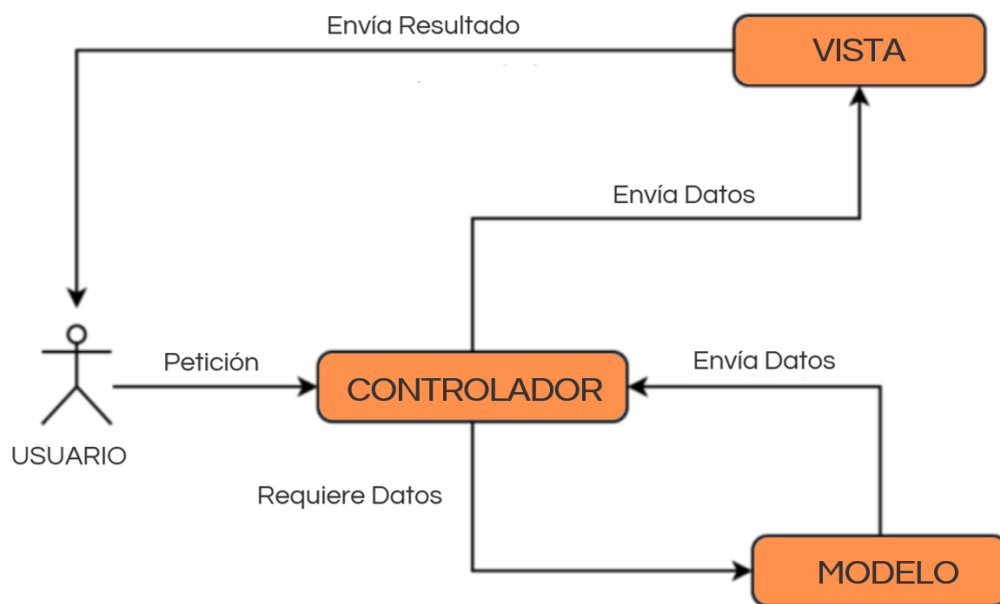 Envía Resultado
VISTA
Envía Datos
Petición
CONTROLADOR
Envía Datos
USUARIO
Requiere Datos
MODELO